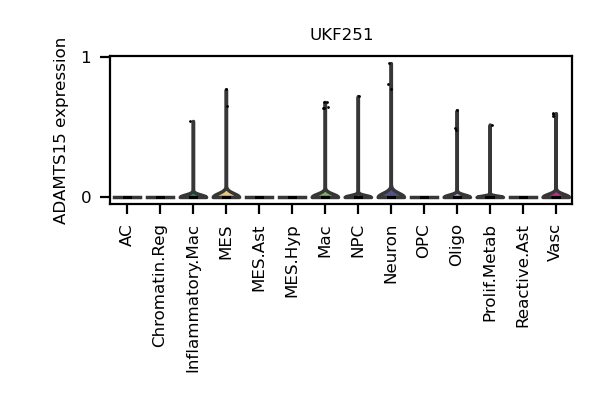 UKF251
ADAMTS15 expression
1
0
AC
Chromatin.Reg
Inflammatory.Mac
MES
MES.Ast
MES.Hyp
Mac
NPC
Neuron
OPC
Oligo
Prolif.Metab
Reactive.Ast
Vasc